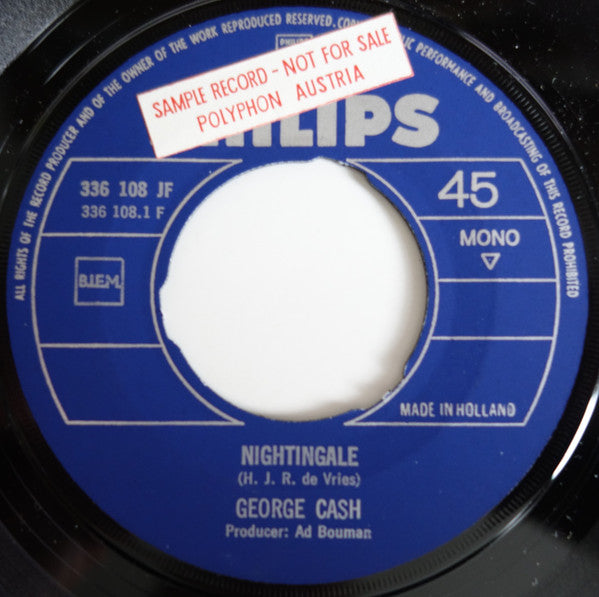 ALL RIGHTS OF THE RECORD PRODUCER AND OF THE OWNER OF THE WORK REPRODUCED RESERVED. PUBLIC PERFORMANCE AND BROADCASTING OF THIS RECORD PROHIBITED
PHILIPS
SAMPLE RECORD - NOT FOR SALE
POLYPHON AUSTRIA
PHILIPS
336 108 JF
336 108.1 F
45
MONO
B.I.E.M.
MADE IN HOLLAND
NIGHTINGALE
(H. J. R. de Vries)
GEORGE CASH
Producer: Ad Bouman